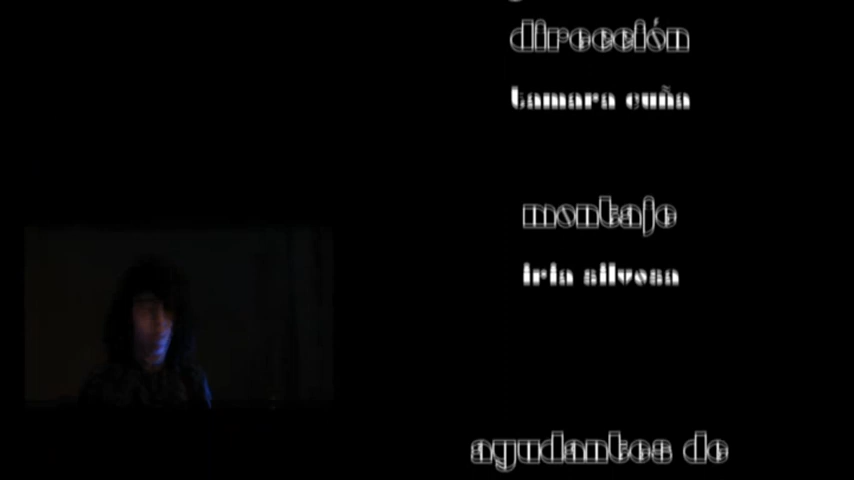 dirección
tamara cuña
montaje
iria silvosa
ayudantes de